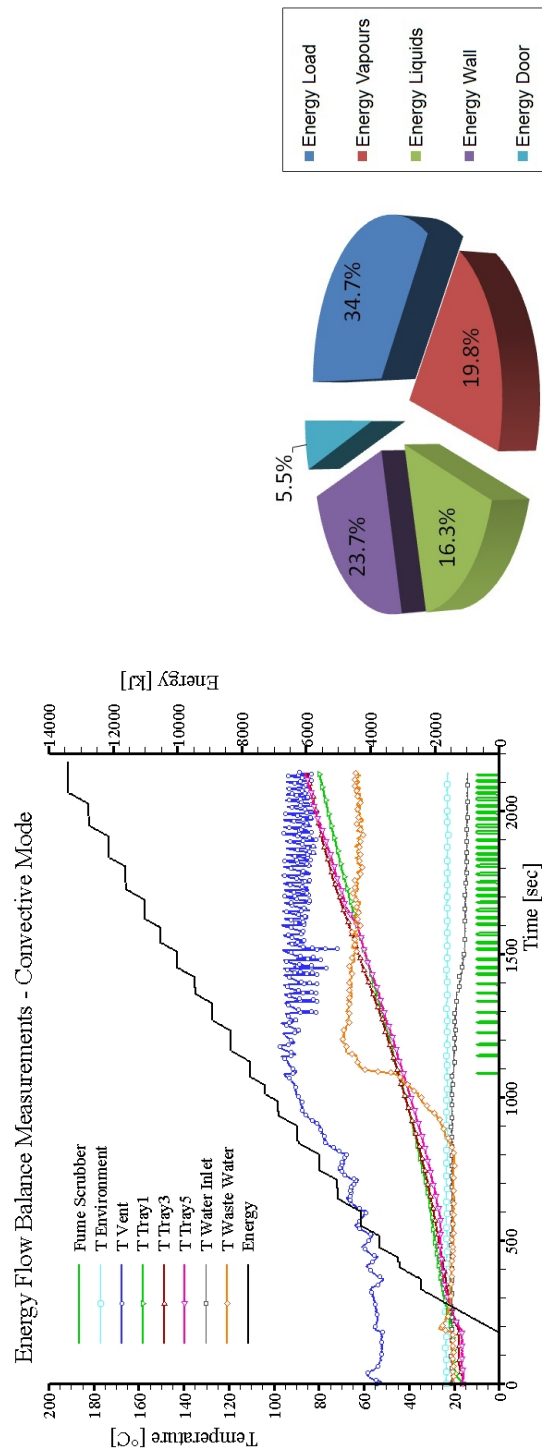 Energy Flow Balance Measurements - Convective Mode
Temperature [°C]
200
180
160
140
120
100
80
60
40
20
0
Fume Scrubber
T Environment
T Vent
T Tray1
T Tray3
T Tray5
T Water Inlet
T Waste Water
Energy
14000
12000
10000
8000
6000
4000
2000
0
Energy [kJ]
0
500
1000
1500
2000
Time [sec]
5.5%
34.7%
23.7%
19.8%
16.3%
Energy Load
Energy Vapours
Energy Liquids
Energy Wall
Energy Door